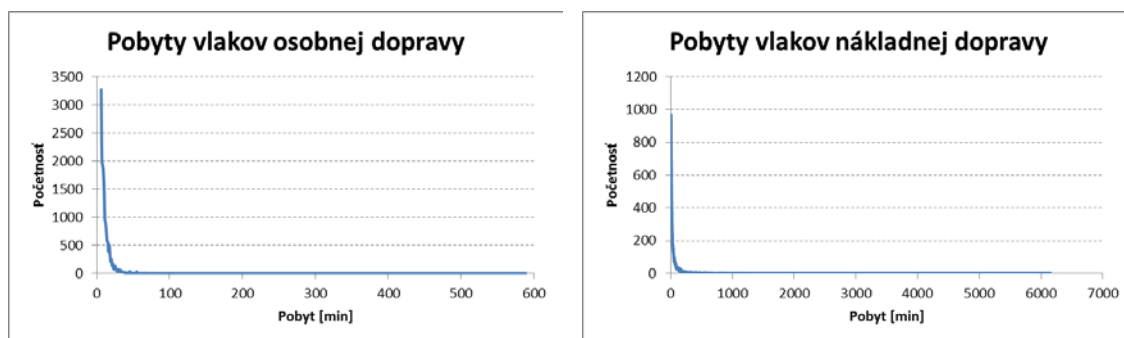 Pobyty vlakov osobnej dopravy
3500
3000
2500
2000
1500
1000
500
0
Početnosť
0 100 200 300 400 500 600
Pobyt [min]
Pobyty vlakov nákladnej dopravy
1200
1000
800
600
400
200
0
Početnosť
0 1000 2000 3000 4000 5000 6000 7000
Pobyt [min]